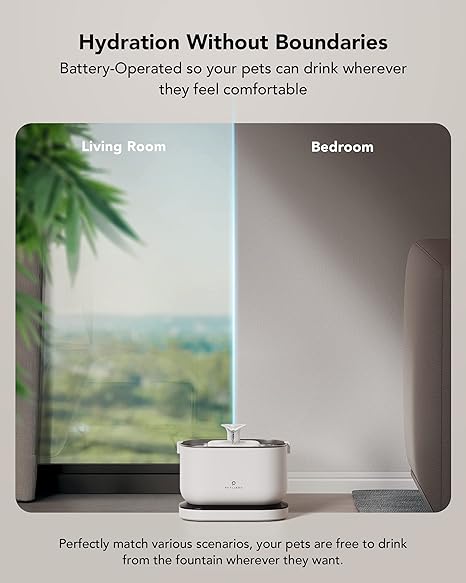 Hydration Without Boundaries
Battery-Operated so your pets can drink wherever
they feel comfortable
Living Room
Bedroom
PETLIBRO
Perfectly match various scenarios, your pets are free to drink
from the fountain wherever they want.